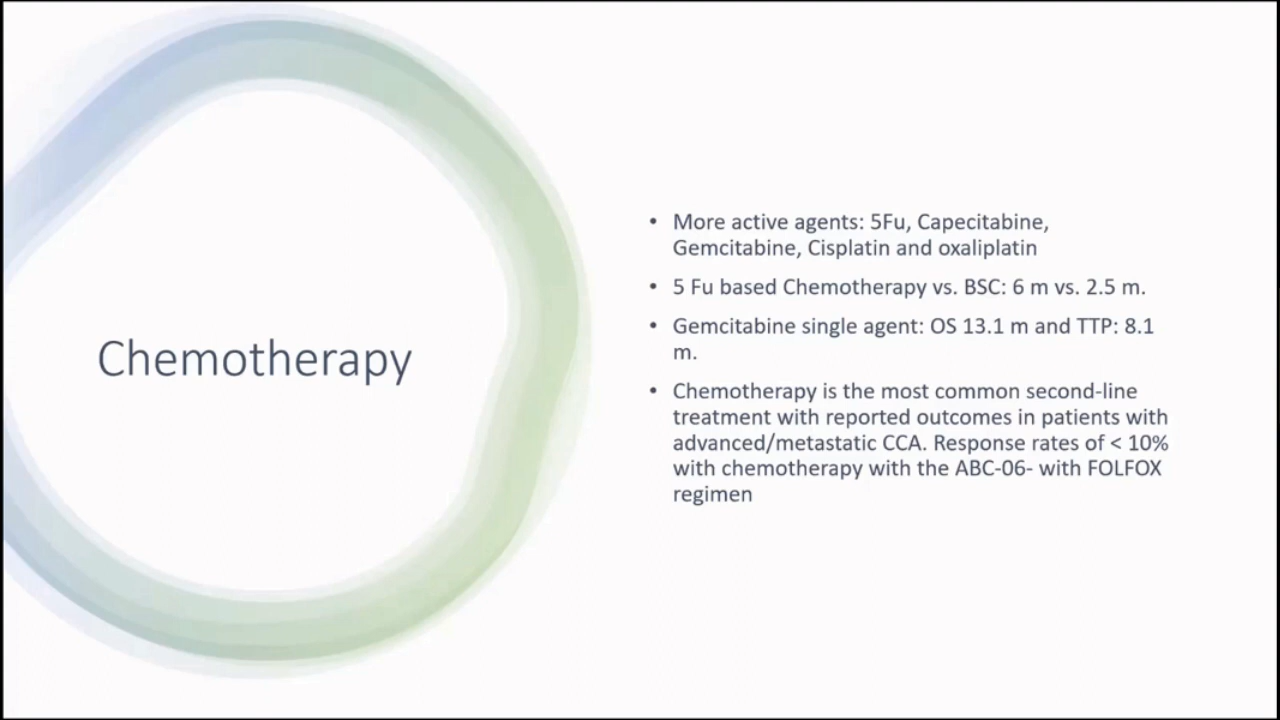 Chemotherapy
• More active agents: 5Fu, Capecitabine,
Gemcitabine, Cisplatin and oxaliplatin
• 5 Fu based Chemotherapy vs. BSC: 6 m vs. 2.5 m.
• Gemcitabine single agent: OS 13.1 m and TTP: 8.1
m.
• Chemotherapy is the most common second-line
treatment with reported outcomes in patients with
advanced/metastatic CCA. Response rates of < 10%
with chemotherapy with the ABC-06- with FOLFOX
regimen